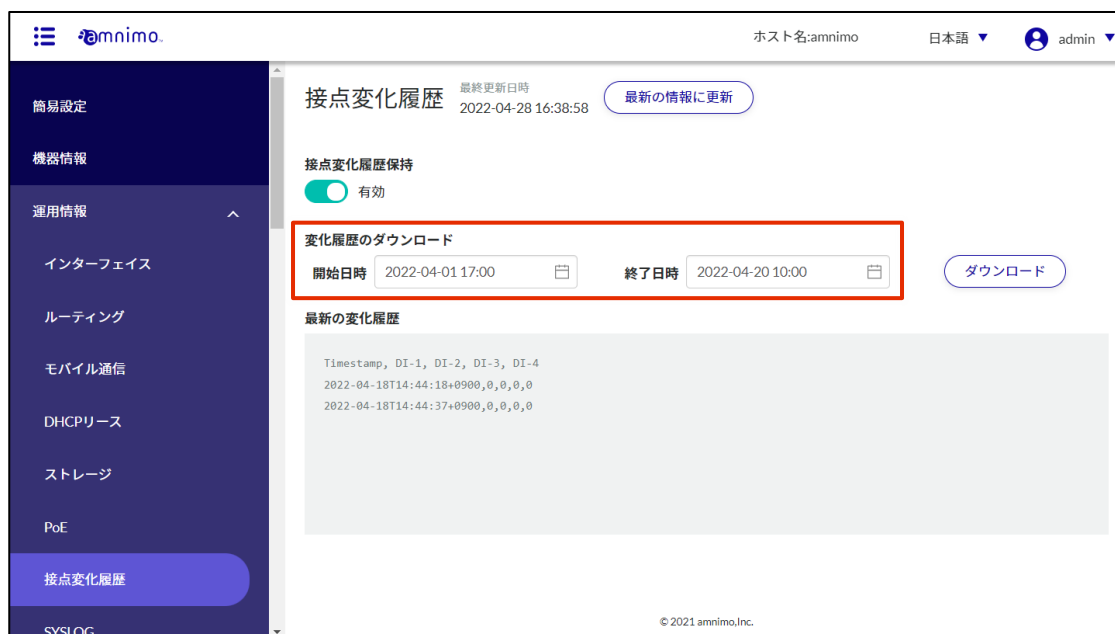 amnimo
ホスト名:amnimo
日本語 ▼
admin ▼
簡易設定
機器情報
運用情報
インターフェイス
ルーティング
モバイル通信
DHCPリース
ストレージ
PoE
接点変化履歴
SYSLOG
接点変化履歴
最終更新日時
2022-04-28 16:38:58
最新の情報に更新
接点変化履歴保持
有効
変化履歴のダウンロード
開始日時 2022-04-01 17:00 終了日時 2022-04-20 10:00 ダウンロード
最新の変化履歴
Timestamp, DI-1, DI-2, DI-3, DI-4
2022-04-18T14:44:18+0900,0,0,0,0
2022-04-18T14:44:37+0900,0,0,0,0
© 2021 amnimo,Inc.